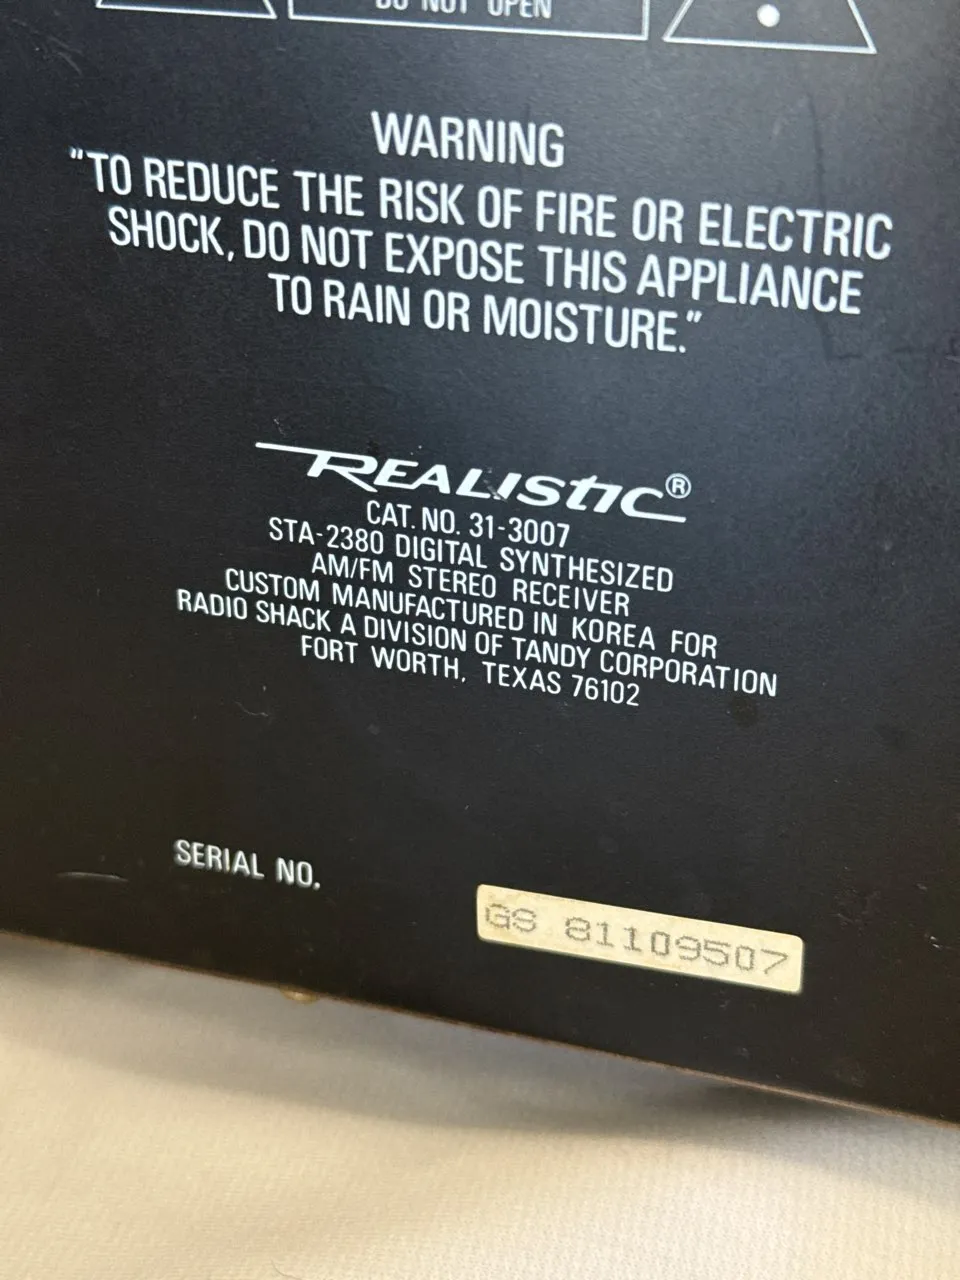 DO NOT OPEN
WARNING
"TO REDUCE THE RISK OF FIRE OR ELECTRIC
SHOCK, DO NOT EXPOSE THIS APPLIANCE
TO RAIN OR MOISTURE."
REALISTIC®
CAT. NO. 31-3007
STA-2380 DIGITAL SYNTHESIZED
AM/FM STEREO RECEIVER
CUSTOM MANUFACTURED IN KOREA FOR
RADIO SHACK A DIVISION OF TANDY CORPORATION
FORT WORTH, TEXAS 76102
SERIAL NO.
GS 81109507